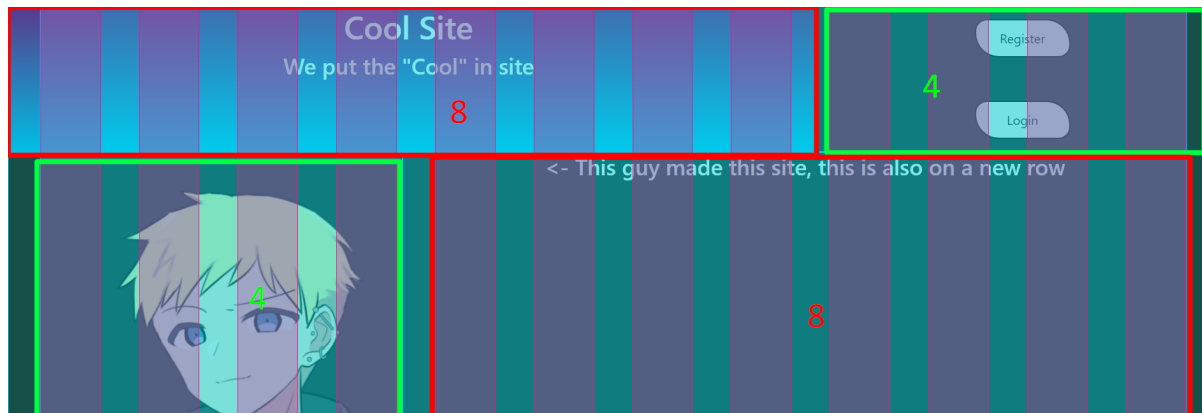 Cool Site
We put the "Cool" in site
8
Register
4
Login
<- This guy made this site, this is also on a new row
4
8